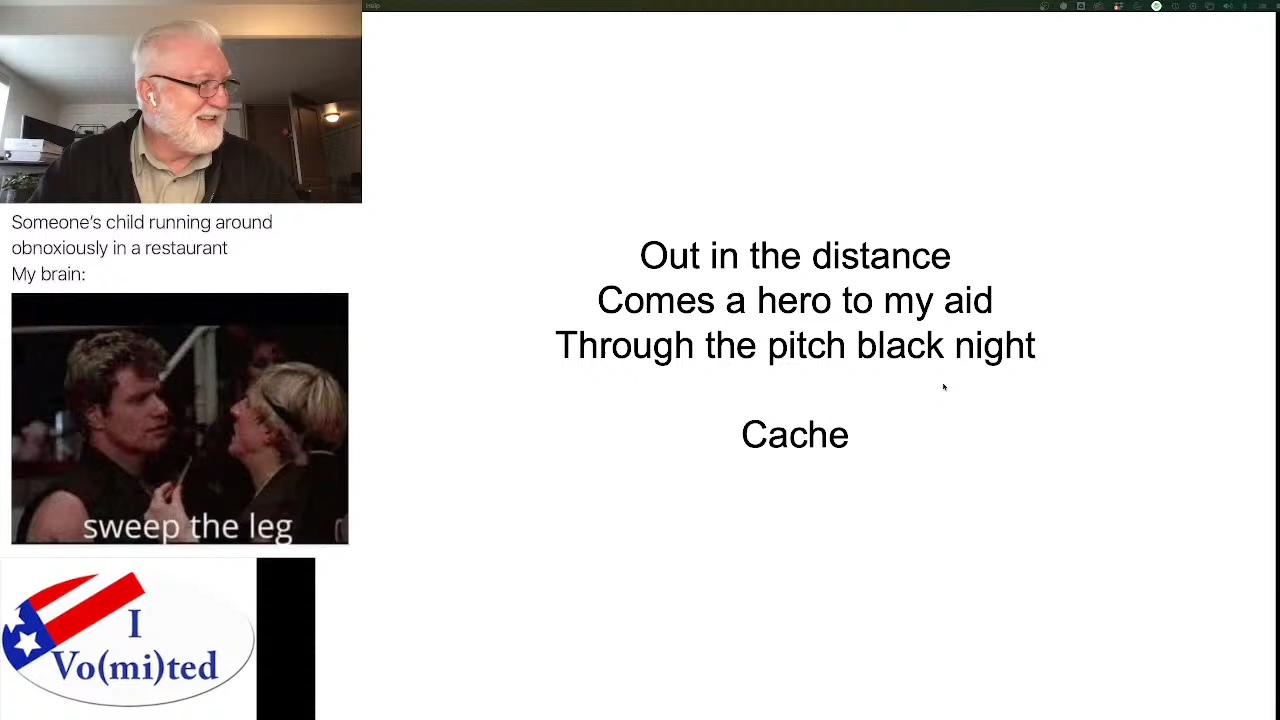 Help
Someone's child running around
obnoxiously in a restaurant
My brain:
sweep the leg
I
Vo(mi)ted
Out in the distance
Comes a hero to my aid
Through the pitch black night
Cache